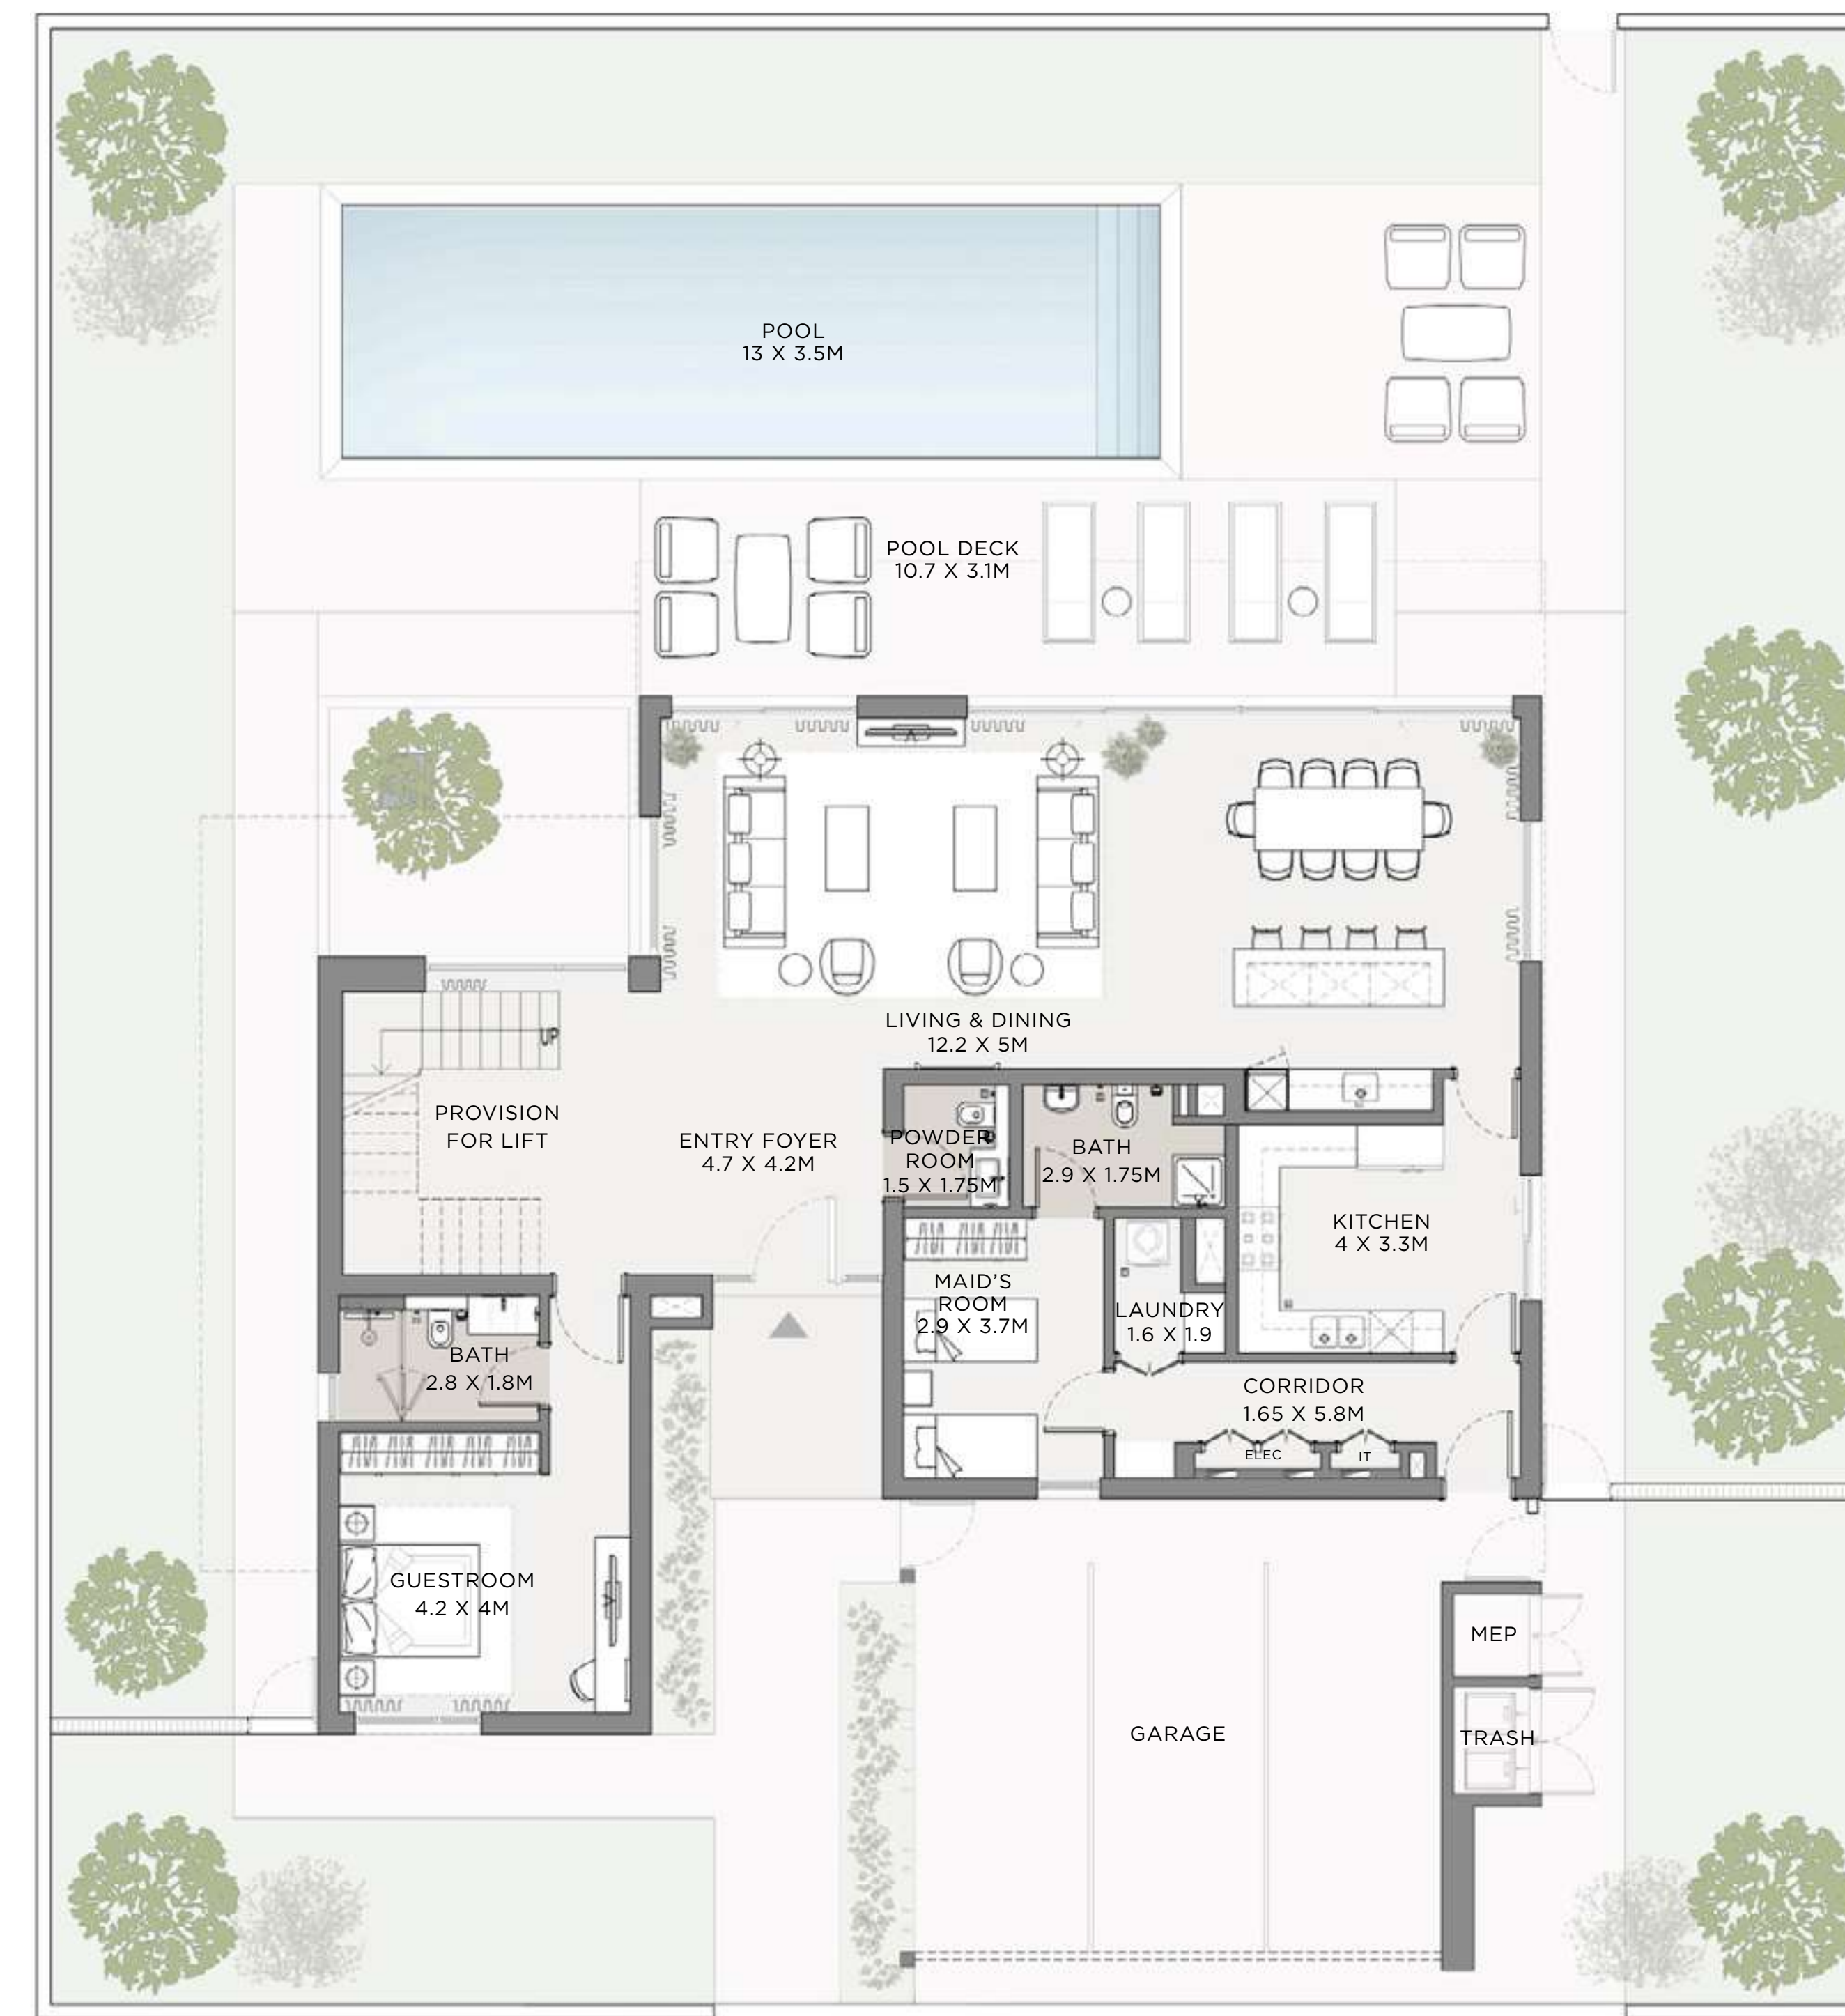 POOL
13 X 3.5M
POOL DECK
10.7 X 3.1M
LIVING & DINING
12.2 X 5M
PROVISION
FOR LIFT
ENTRY FOYER
4.7 X 4.2M
POWDER
ROOM
1.5 X 1.75M
BATH
2.9 X 1.75M
KITCHEN
4 X 3.3M
MAID'S
ROOM
2.9 X 3.7M
LAUNDRY
1.6 X 1.9
BATH
2.8 X 1.8M
CORRIDOR
1.65 X 5.8M
ELEC
IT
GUESTROOM
4.2 X 4M
MEP
GARAGE
TRASH